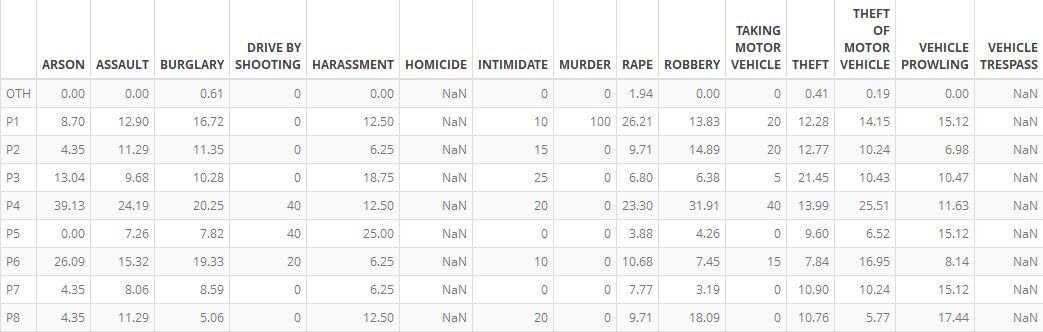 ARSON ASSAULT BURGLARY DRIVE BY SHOOTING HARASSMENT HOMICIDE INTIMIDATE MURDER RAPE ROBBERY TAKING MOTOR VEHICLE THEFT THEFT OF MOTOR VEHICLE VEHICLE PROWLING VEHICLE TRESPASS
OTH 0.00 0.00 0.61 0 0.00 NaN 0 0 1.94 0.00 0 0.41 0.19 0.00 NaN
P1 8.70 12.90 16.72 0 12.50 NaN 10 100 26.21 13.83 20 12.28 14.15 15.12 NaN
P2 4.35 11.29 11.35 0 6.25 NaN 15 0 9.71 14.89 20 12.77 10.24 6.98 NaN
P3 13.04 9.68 10.28 0 18.75 NaN 25 0 6.80 6.38 5 21.45 10.43 10.47 NaN
P4 39.13 24.19 20.25 40 12.50 NaN 20 0 23.30 31.91 40 13.99 25.51 11.63 NaN
P5 0.00 7.26 7.82 40 25.00 NaN 0 0 3.88 4.26 0 9.60 6.52 15.12 NaN
P6 26.09 15.32 19.33 20 6.25 NaN 10 0 10.68 7.45 15 7.84 16.95 8.14 NaN
P7 4.35 8.06 8.59 0 6.25 NaN 0 0 7.77 3.19 0 10.90 10.24 15.12 NaN
P8 4.35 11.29 5.06 0 12.50 NaN 20 0 9.71 18.09 0 10.76 5.77 17.44 NaN